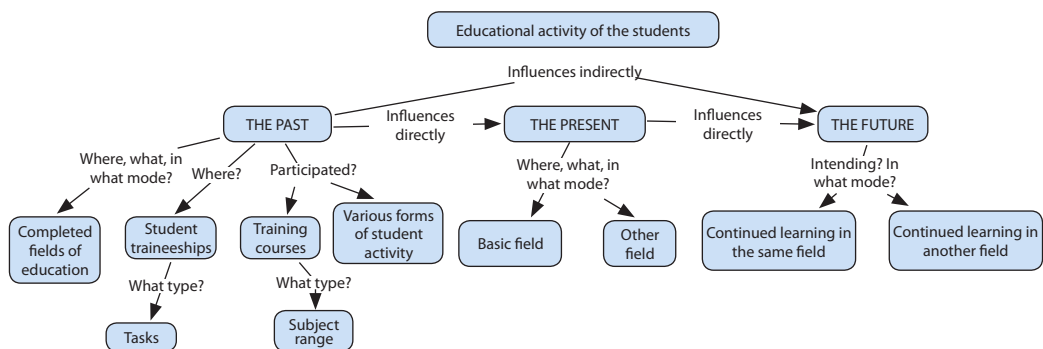 Educational activity of the students
Influences indirectly
THE PAST
Influences
directly
THE PRESENT
Influences
directly
THE FUTURE
Where, what, in
what mode?
Where?
Participated?
Where, what, in
what mode?
Intending? In
what mode?
Completed
fields of
education
Student
traineeships
Training
courses
Various forms
of student
activity
Basic field
Other
field
Continued learning in
the same field
Continued learning in
another field
What type?
What type?
Tasks
Subject
range